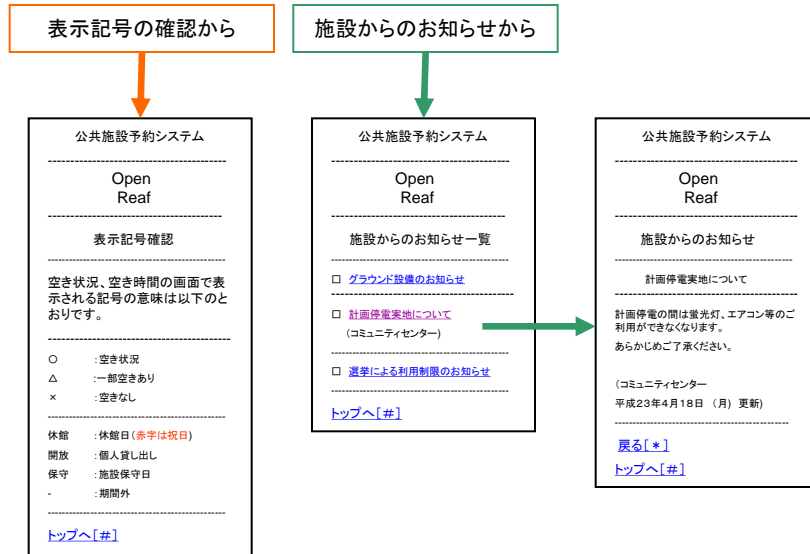 表示記号の確認から
施設からのお知らせから
公共施設予約システム
Open
Reaf
表示記号確認
空き状況、空き時間の画面で表
示される記号の意味は以下のと
おりです。
○ :空き状況
△ :一部空きあり
× :空きなし
休館 :休館日(赤字は祝日)
開放 :個人貸し出し
保守 :施設保守日
- :期間外
トップへ[#]
公共施設予約システム
Open
Reaf
施設からのお知らせ一覧
□ グラウンド設備のお知らせ
□ 計画停電実地について
(コミュニティセンター)
□ 選挙による利用制限のお知らせ
トップへ[#]
公共施設予約システム
Open
Reaf
施設からのお知らせ
計画停電実地について
計画停電の間は蛍光灯、エアコン等のご
利用ができなくなります。
あらかじめご了承ください。
(コミュニティセンター
平成23年4月18日 (月) 更新)
戻る[*]
トップへ[#]